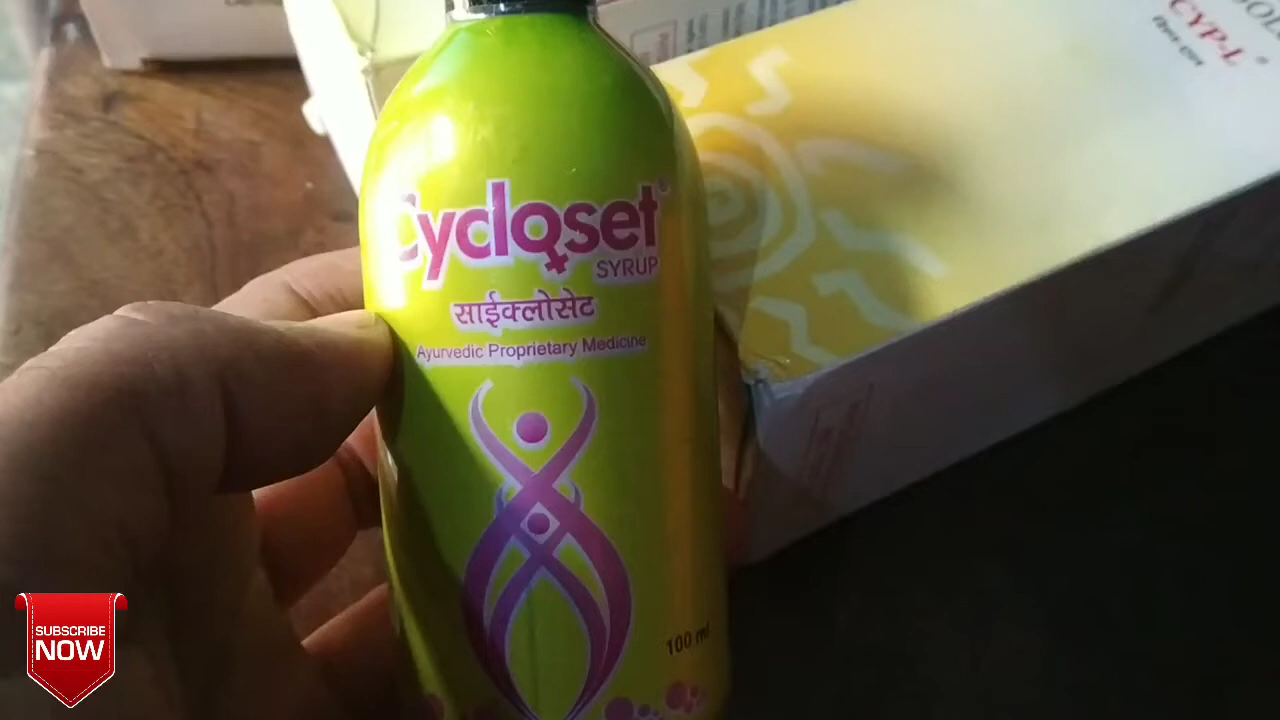 Cycloset®
SYRUP
साईक्लोसेट
Ayurvedic Proprietary Medicine
100 ml
CYP-L
SUBSCRIBE
NOW